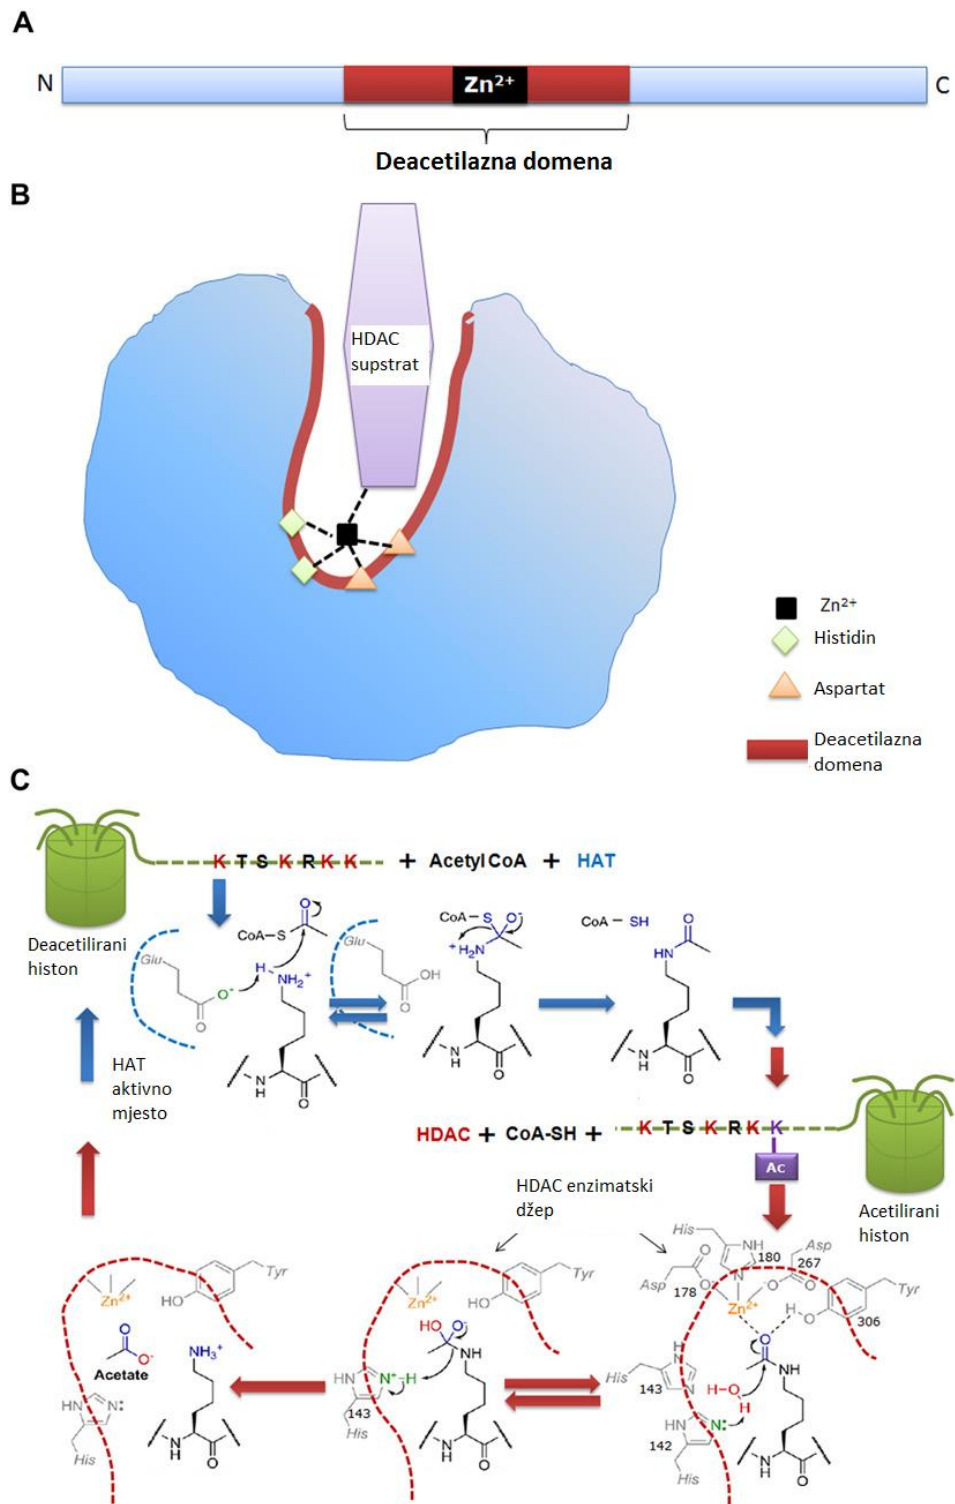 A
N
Zn²⁺
C
Deacetilazna domena
B
HDAC
supstrat
Zn²⁺
Histidin
Aspartat
Deacetilazna
domena
C
K T S K R K K + Acetyl CoA + HAT
Deacetilirani
histon
Glu
O⁻
O
CoA–S
O
H
NH₂⁺
N
H
O
Glu
OH
O
CoA–S
O⁻
⁺H₂N
N
H
O
CoA – SH
O
HN
N
H
O
HAT
aktivno
mjesto
HDAC + CoA-SH + K T S K R K K
Ac
HDAC enzimatski
džep
Acetilirani
histon
Zn²⁺
HO
Tyr
O
O⁻
Acetate
NH₃⁺
HN
N:
His
N
H
O
Zn²⁺
HO
Tyr
HO
O⁻
NH
HN
N⁺-H
143
His
N
H
O
His
NH
N
180
Asp
267
O
O
Asp
178
O
O
Zn²⁺
H
O
Tyr
306
O
NH
H
N
N
His
143
H-O
H
HN
N:
142
His
N
H
O